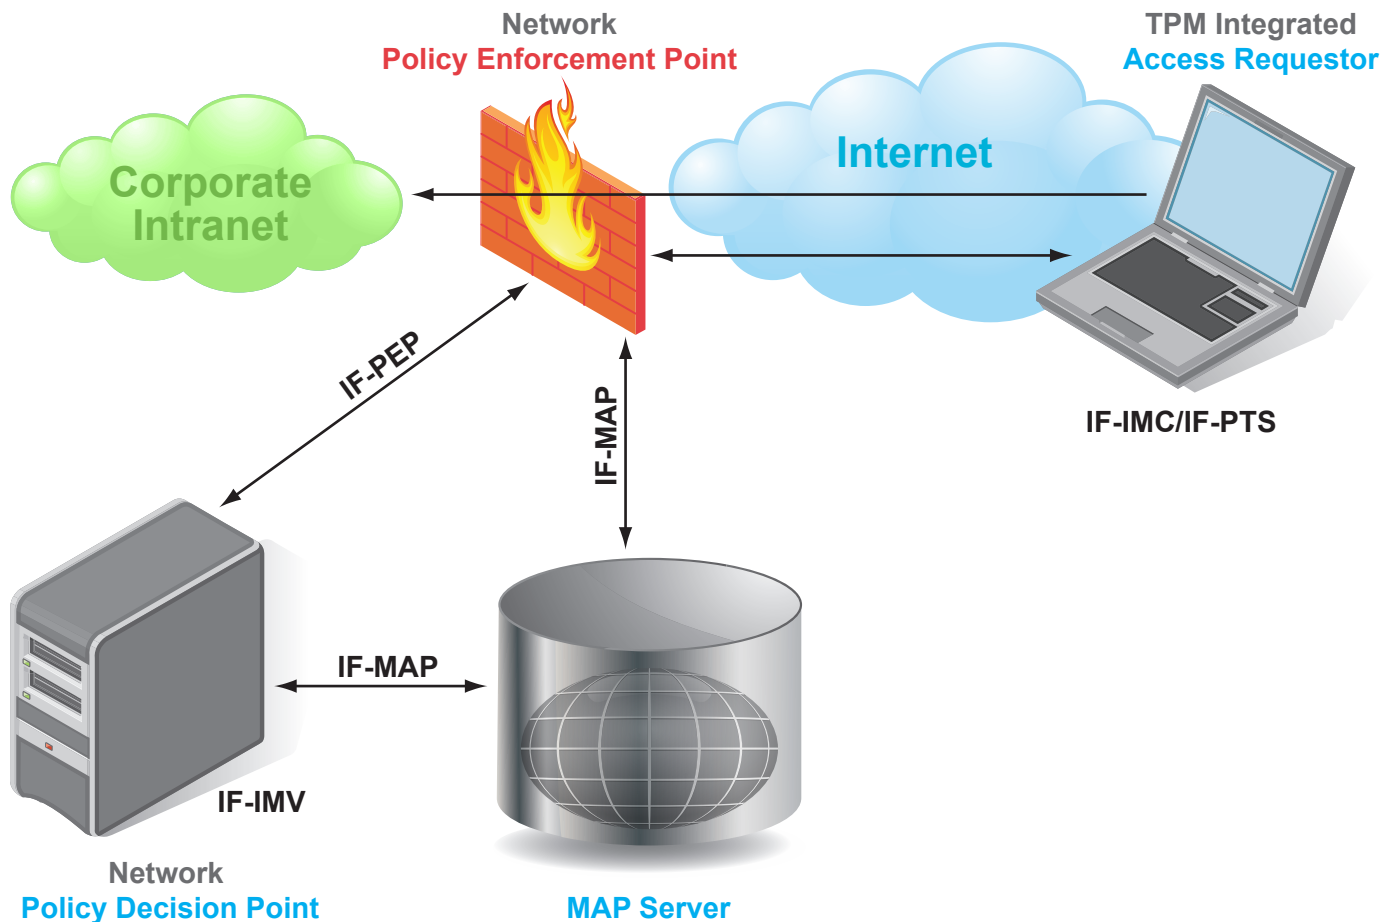 Network
Policy Enforcement Point
TPM Integrated
Access Requestor
Corporate
Intranet
Internet
IF-PEP
IF-MAP
IF-IMC/IF-PTS
IF-MAP
IF-IMV
Network
Policy Decision Point
MAP Server